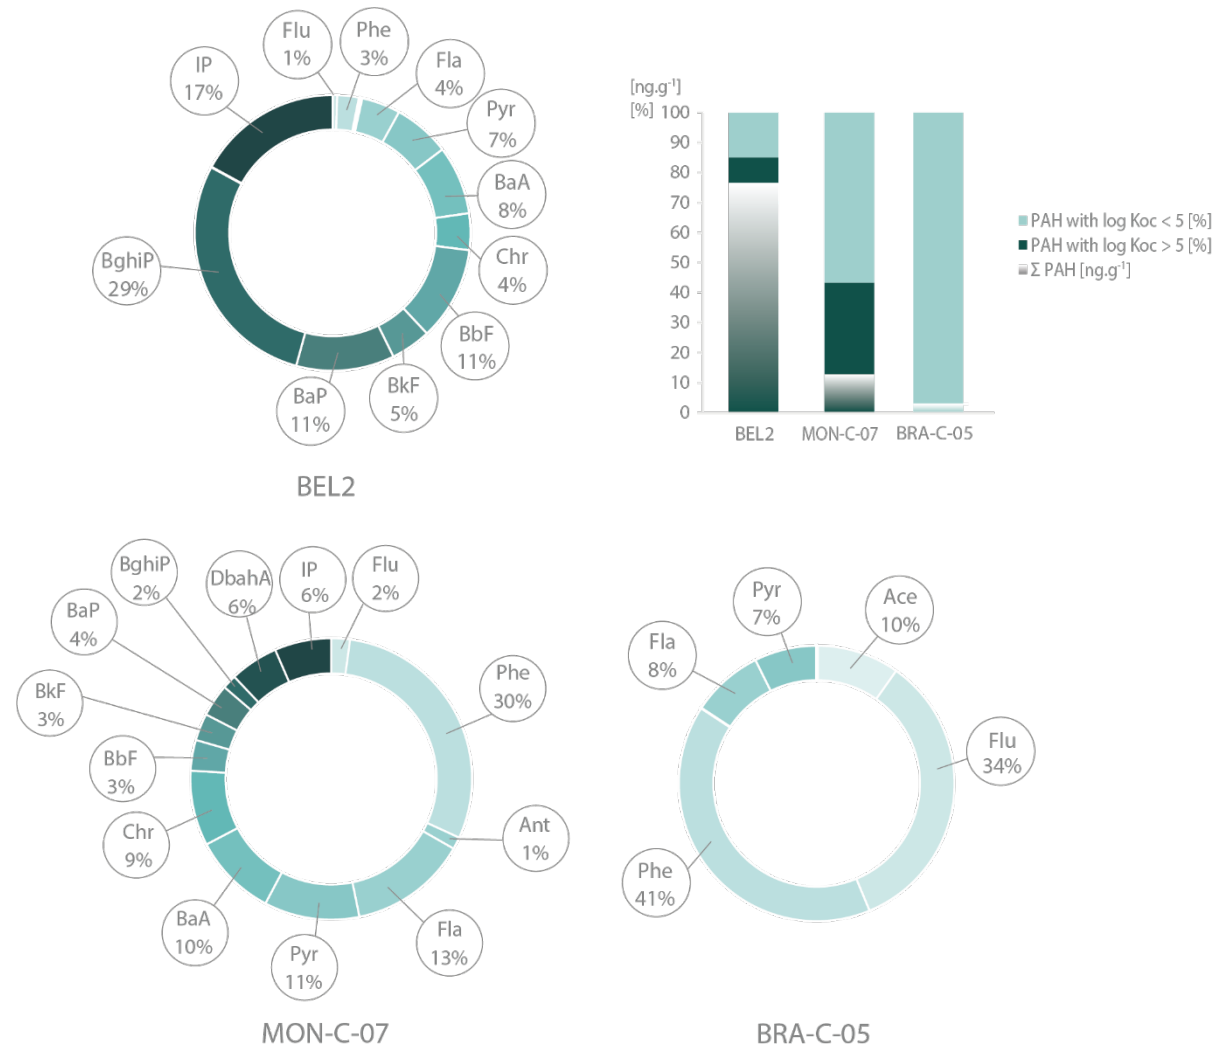 Flu
1%
Phe
3%
Fla
4%
Pyr
7%
BaA
8%
Chr
4%
BbF
11%
BkF
5%
BaP
11%
BghiP
29%
IP
17%
BEL2
[ng.g⁻¹]
[%]
100
90
80
70
60
50
40
30
20
10
0
BEL2
MON-C-07
BRA-C-05
PAH with log Koc < 5 [%]
PAH with log Koc > 5 [%]
Σ PAH [ng.g⁻¹]
Flu
2%
Phe
30%
Ant
1%
Fla
13%
Pyr
11%
BaA
10%
Chr
9%
BbF
3%
BkF
3%
BaP
4%
BghiP
2%
DbahA
6%
IP
6%
MON-C-07
Ace
10%
Flu
34%
Phe
41%
Fla
8%
Pyr
7%
BRA-C-05